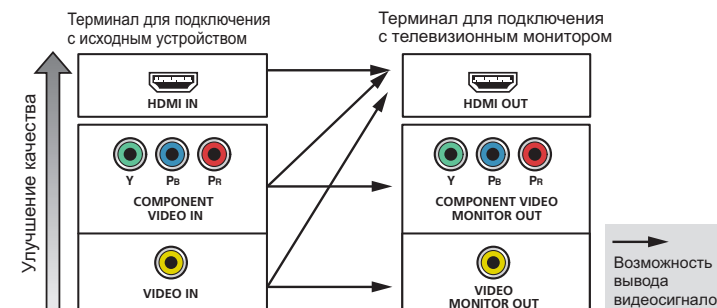 Терминал для подключения
с исходным устройством
Терминал для подключения
с телевизионным монитором
Улучшение качества
HDMI IN
HDMI OUT
Y PB PR
COMPONENT
VIDEO IN
Y PB PR
COMPONENT VIDEO
MONITOR OUT
VIDEO IN
VIDEO
MONITOR OUT
Возможность
вывода
видеосигнало